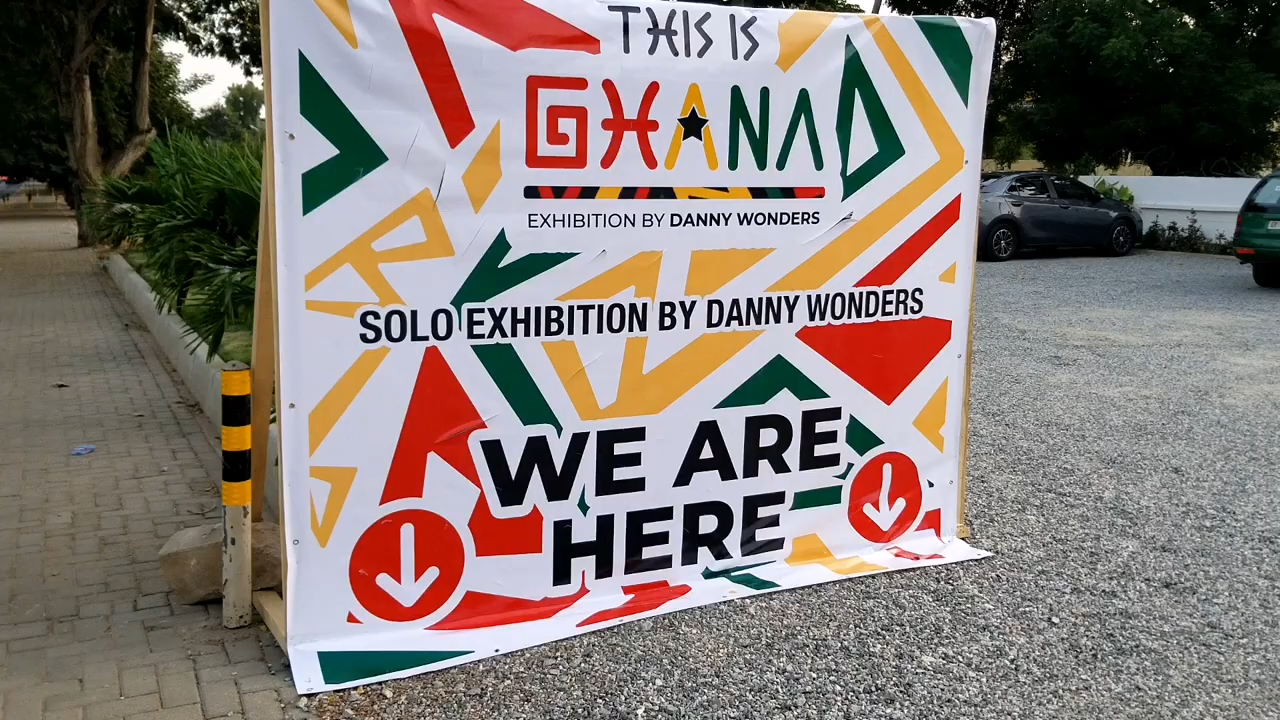 THIS IS
GHANA
EXHIBITION BY DANNY WONDERS
SOLO EXHIBITION BY DANNY WONDERS
WE ARE
HERE